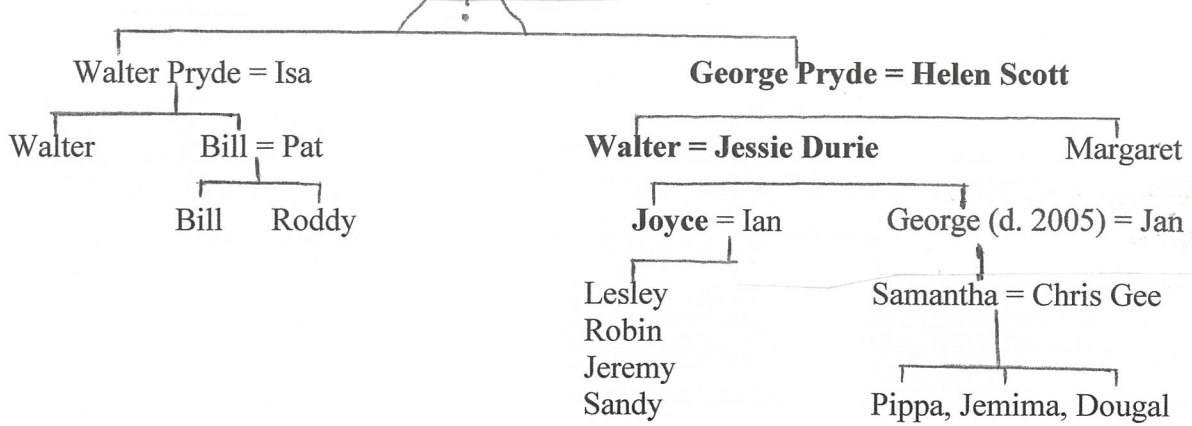 Walter Pryde = Isa George Pryde = Helen Scott
Walter Bill = Pat Walter = Jessie Durie Margaret
Bill Roddy Joyce = Ian George (d. 2005) = Jan
Lesley Samantha = Chris Gee
Robin
Jeremy
Sandy Pippa, Jemima, Dougal